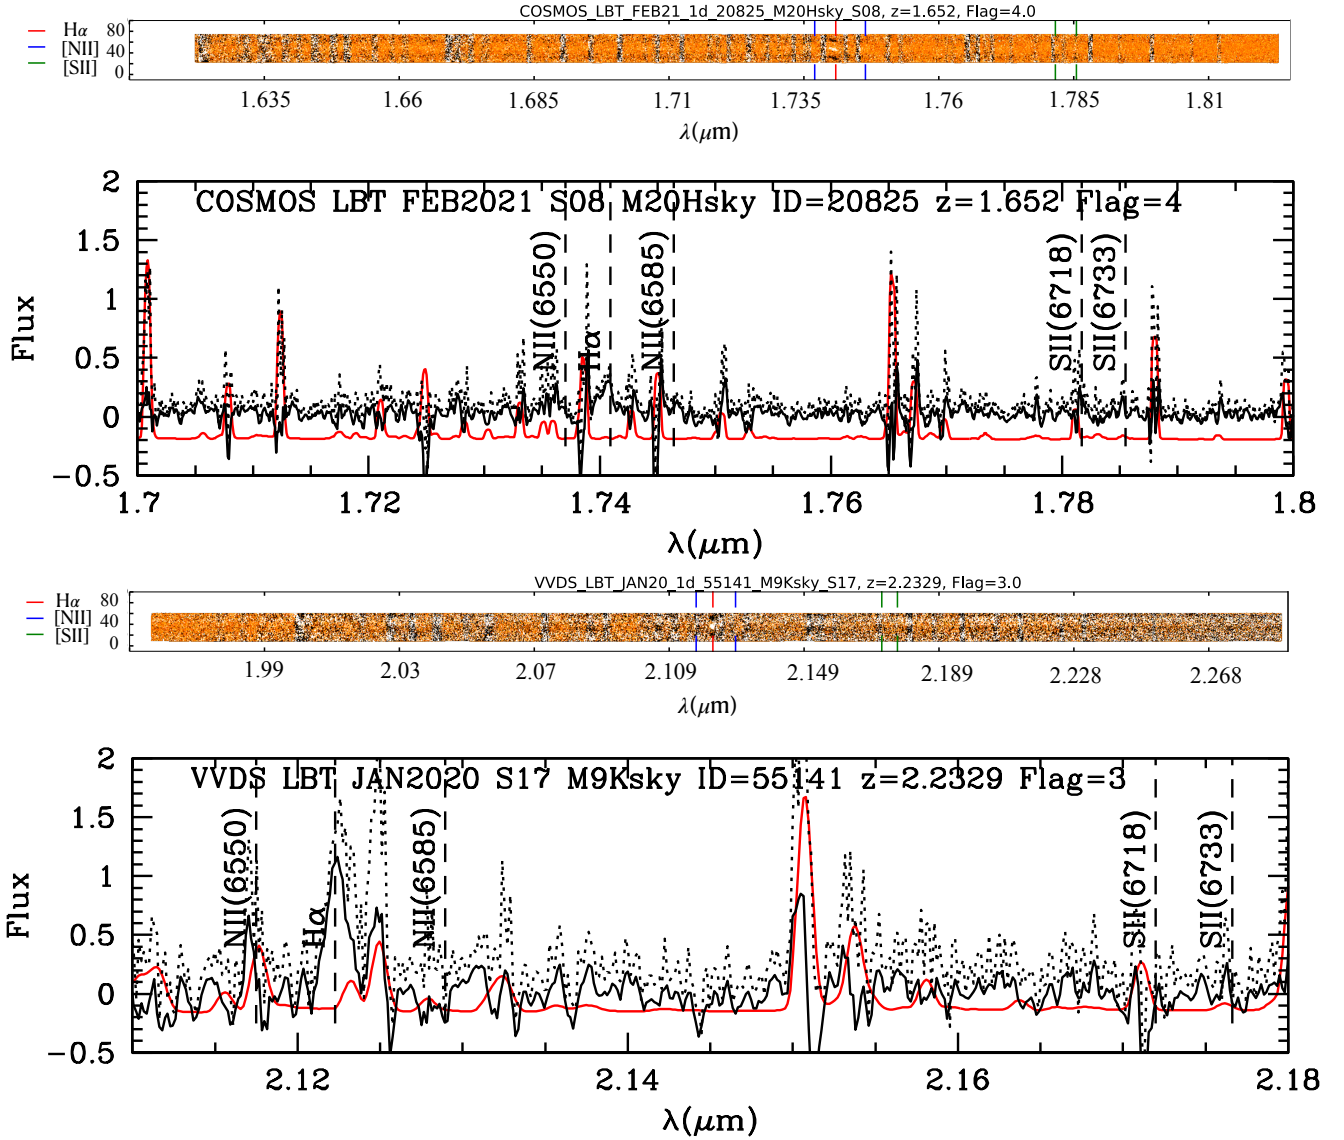 COSMOS_LBT_FEB21_1d_20825_M20Hsky_S08, z=1.652, Flag=4.0
Hα
[NII]
[SII]
80
40
0
1.635 1.66 1.685 1.71 1.735 1.76 1.785 1.81
λ(μm)
COSMOS LBT FEB2021 S08 M20Hsky ID=20825 z=1.652 Flag=4
NII(6550)
Hα
NII(6585)
SII(6718)
SII(6733)
Flux
2
1.5
1
0.5
0
−0.5
1.7 1.72 1.74 1.76 1.78 1.8
λ(μm)
VVDS_LBT_JAN20_1d_55141_M9Ksky_S17, z=2.2329, Flag=3.0
Hα
[NII]
[SII]
80
40
0
1.99 2.03 2.07 2.109 2.149 2.189 2.228 2.268
λ(μm)
VVDS LBT JAN2020 S17 M9Ksky ID=55141 z=2.2329 Flag=3
NII(6550)
Hα
NII(6585)
SII(6718)
SII(6733)
Flux
2
1.5
1
0.5
0
−0.5
2.12 2.14 2.16 2.18
λ(μm)